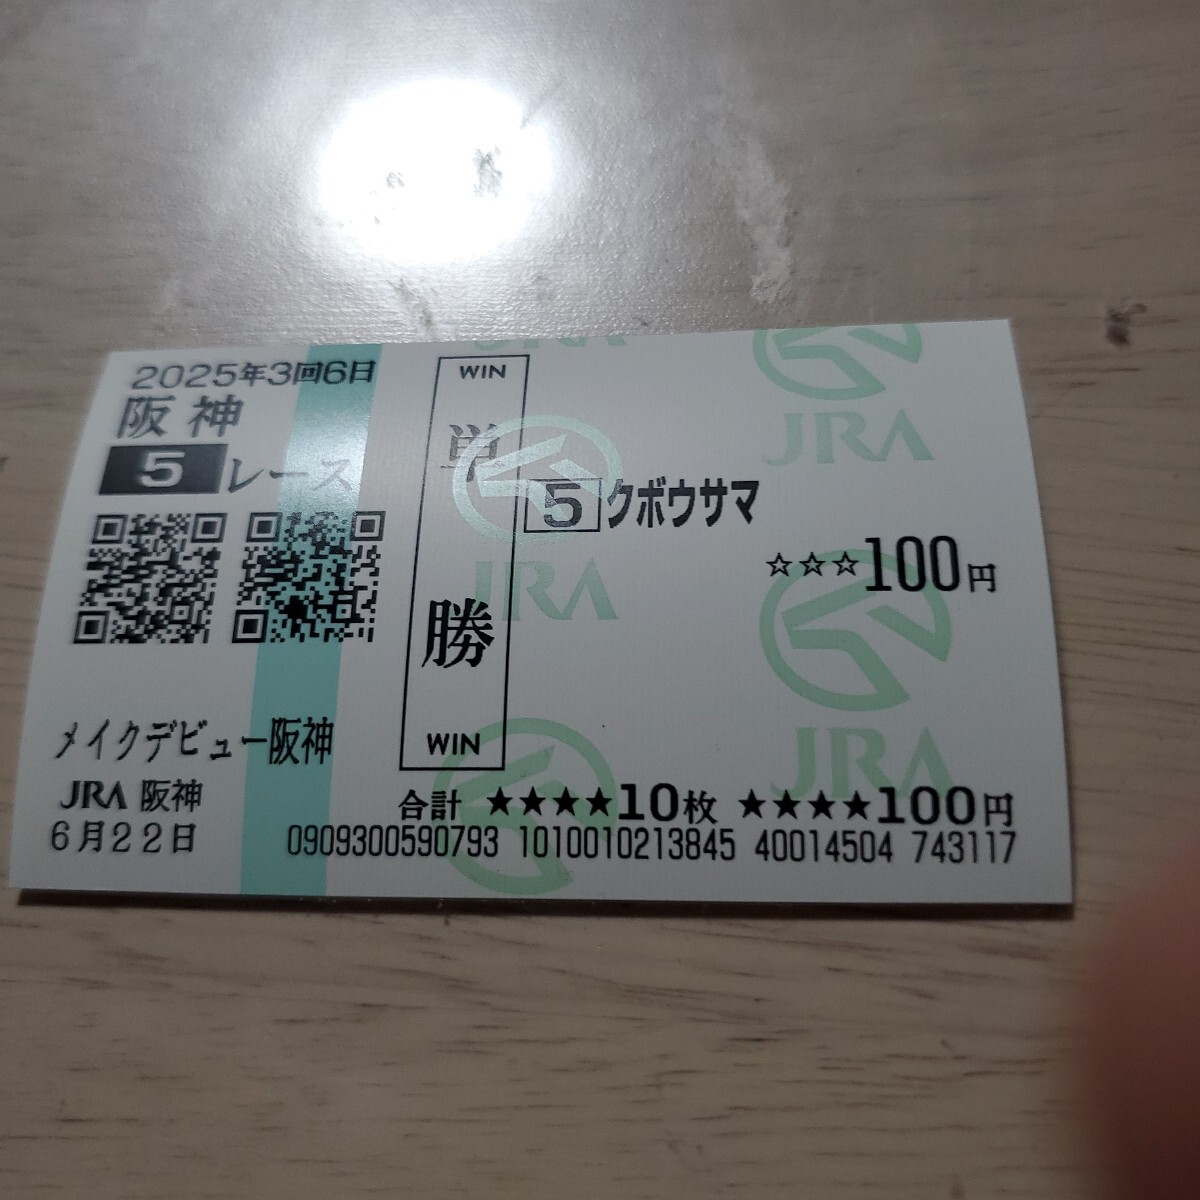 2025年3回6日
阪神
5レース
メイクデビュー阪神
JRA 阪神
6月22日
WIN
単
勝
WIN
5 クボウサマ
☆☆☆100円
合計 ★★★★10枚 ★★★★100円
0909300590793 1010010213845 40014504 743117
JRA
JRA
JRA
JRA